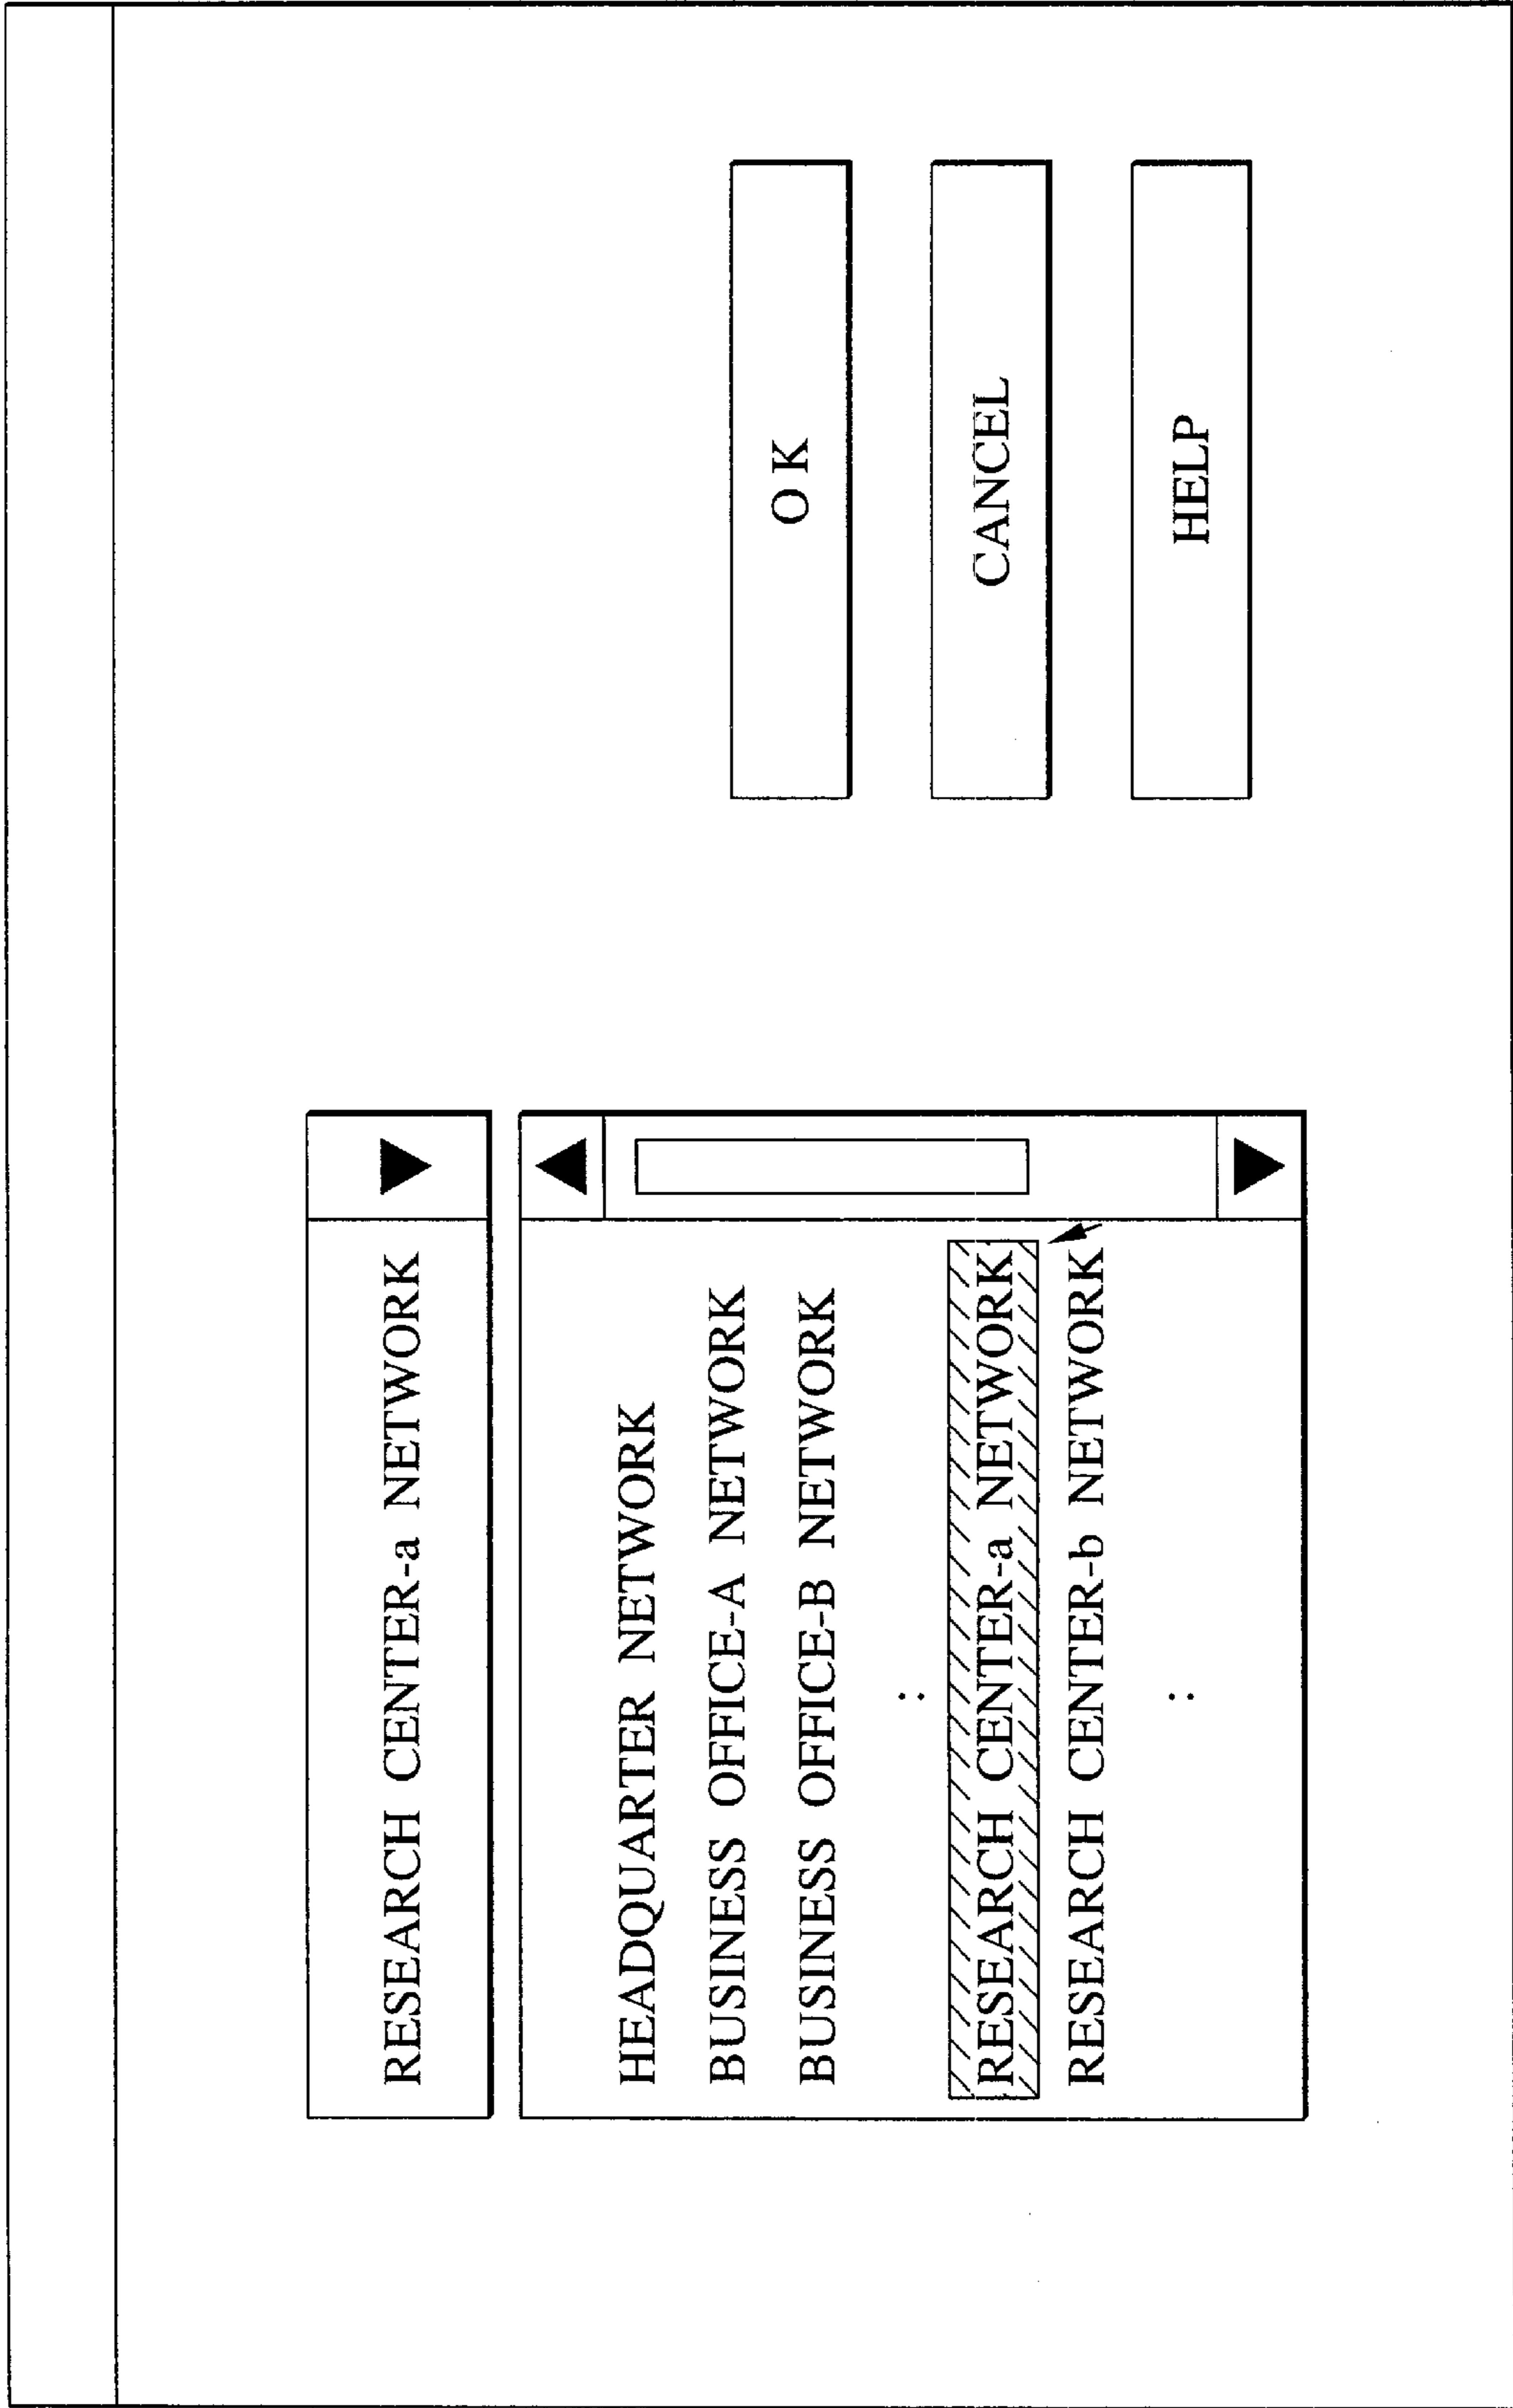 RESEARCH CENTER-a NETWORK
HEADQUARTER NETWORK
BUSINESS OFFICE-A NETWORK
BUSINESS OFFICE-B NETWORK
:
RESEARCH CENTER-a NETWORK
RESEARCH CENTER-b NETWORK
:
O K
CANCEL
HELP